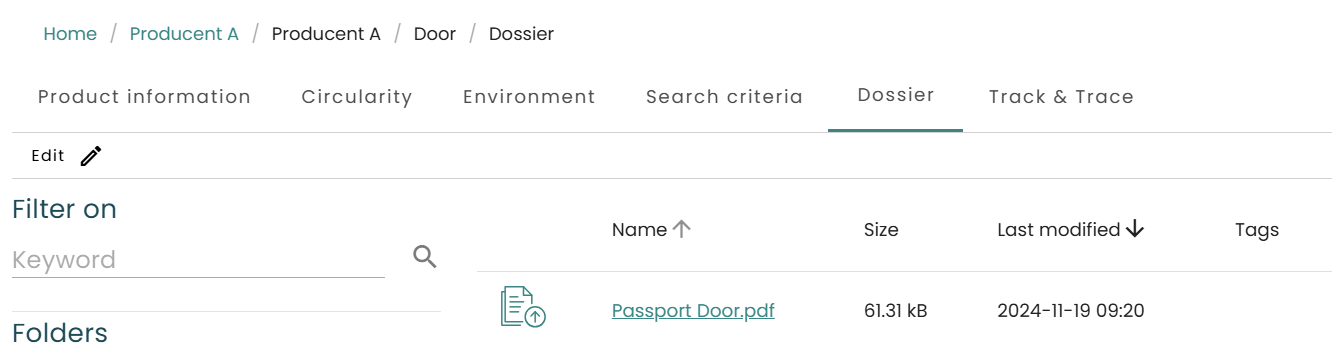 Home / Producent A / Producent A / Door / Dossier
Product information Circularity Environment Search criteria Dossier Track & Trace
Edit
Filter on
Keyword
Folders
Name Size Last modified Tags
Passport Door.pdf 61.31 kB 2024-11-19 09:20